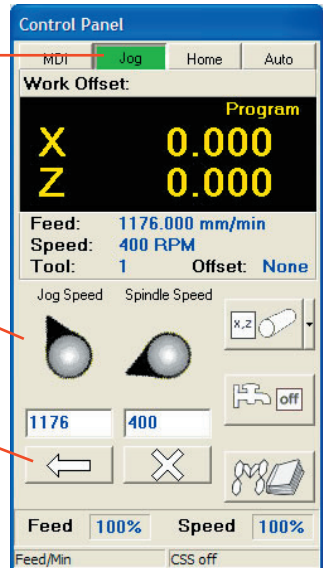 Control Panel
MDI Jog Home Auto
Work Offset:
Program
X 0.000
Z 0.000
Feed: 1176.000 mm/min
Speed: 400 RPM
Tool: 1 Offset: None
Jog Speed Spindle Speed
x,z
off
1176 400
Feed 100% Speed 100%
Feed/Min CSS off